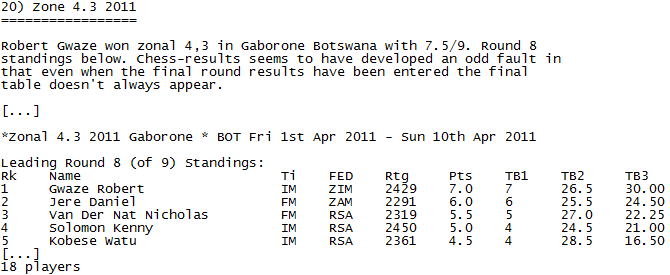 20) Zone 4.3 2011
=================
Robert Gwaze won zonal 4,3 in Gaborone Botswana with 7.5/9. Round 8
standings below. Chess-results seems to have developed an odd fault in
that even when the final round results have been entered the final
table doesn't always appear.
[...]
*Zonal 4.3 2011 Gaborone * BOT Fri 1st Apr 2011 - Sun 10th Apr 2011
Leading Round 8 (of 9) Standings:
Rk Name Ti FED Rtg Pts TB1 TB2 TB3
1 Gwaze Robert IM ZIM 2429 7.0 7 26.5 30.00
2 Jere Daniel FM ZAM 2291 6.0 6 25.5 24.50
3 Van Der Nat Nicholas FM RSA 2319 5.5 5 27.0 22.25
4 Solomon Kenny IM RSA 2450 5.0 4 24.5 21.00
5 Kobese Watu IM RSA 2361 4.5 4 28.5 16.50
[...]
18 players